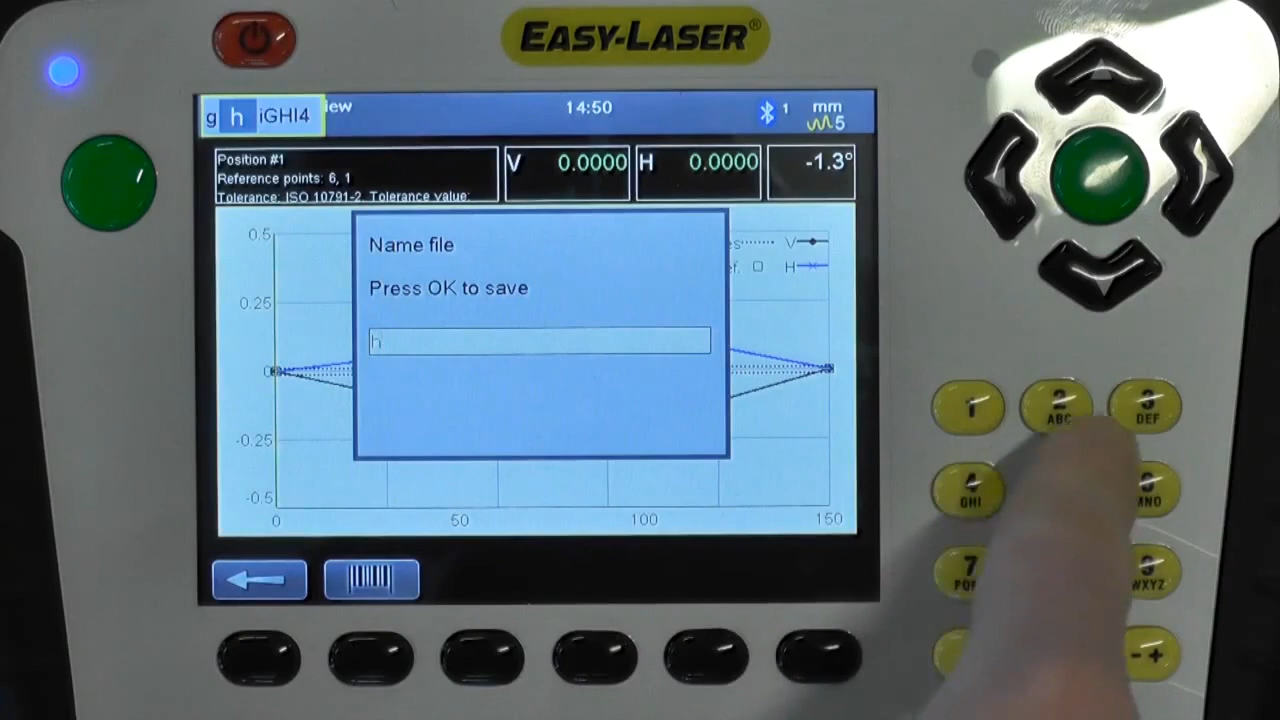 EASY-LASER®
g h iGHI4 iew 14:50 1 mm
5
Position #1
Reference points: 6, 1
Tolerance: ISO 10791-2. Tolerance value:
V 0.0000 H 0.0000 -1.3°
Name file
Press OK to save
h
0.5
0.25
0
-0.25
-0.5
0 50 100 150
es V
ef. H
1 2 ABC 3 DEF
4 GHI MNO
7 WXYZ
- +